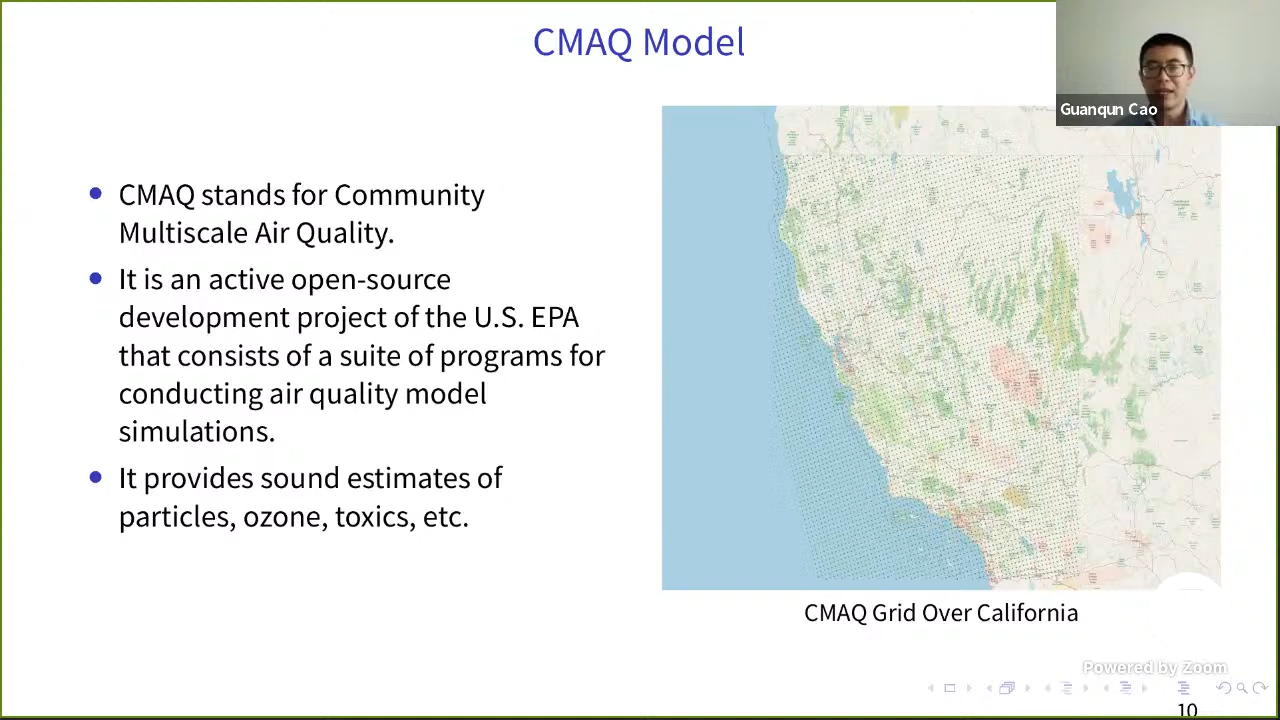 CMAQ Model
Guanqun Cao
CMAQ stands for Community
Multiscale Air Quality.
It is an active open-source
development project of the U.S. EPA
that consists of a suite of programs for
conducting air quality model
simulations.
It provides sound estimates of
particles, ozone, toxics, etc.
CMAQ Grid Over California
Powered by Zoom
10